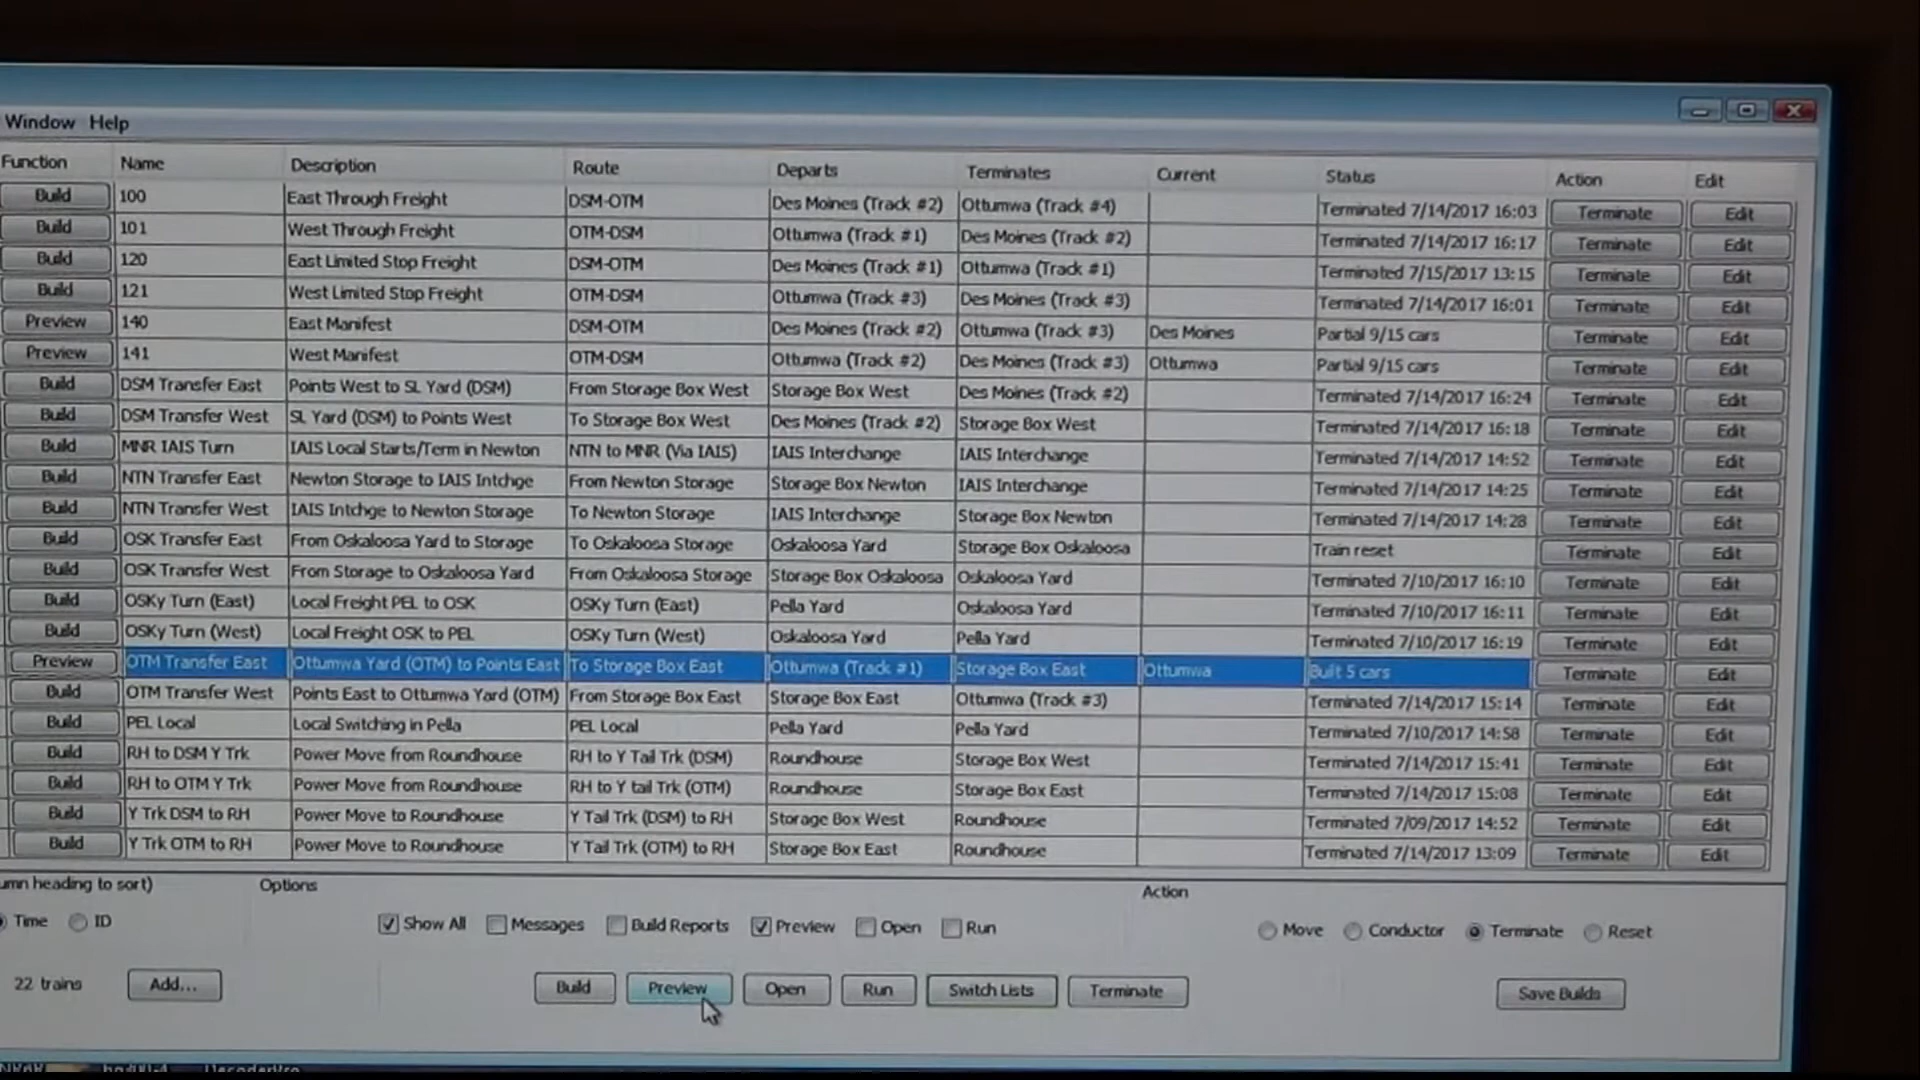 Window Help
Function Name Description Route Departs Terminates Current Status Action Edit
Build 100 East Through Freight DSM-OTM Des Moines (Track #2) Ottumwa (Track #4) Terminated 7/14/2017 16:03 Terminate Edit
Build 101 West Through Freight OTM-DSM Ottumwa (Track #1) Des Moines (Track #2) Terminated 7/14/2017 16:17 Terminate Edit
Build 120 East Limited Stop Freight DSM-OTM Des Moines (Track #1) Ottumwa (Track #1) Terminated 7/15/2017 13:15 Terminate Edit
Build 121 West Limited Stop Freight OTM-DSM Ottumwa (Track #3) Des Moines (Track #3) Terminated 7/14/2017 16:01 Terminate Edit
Preview 140 East Manifest DSM-OTM Des Moines (Track #2) Ottumwa (Track #3) Des Moines Partial 9/15 cars Terminate Edit
Preview 141 West Manifest OTM-DSM Ottumwa (Track #2) Des Moines (Track #3) Ottumwa Partial 9/15 cars Terminate Edit
Build DSM Transfer East Points West to SL Yard (DSM) From Storage Box West Storage Box West Des Moines (Track #2) Terminated 7/14/2017 16:24 Terminate Edit
Build DSM Transfer West SL Yard (DSM) to Points West To Storage Box West Des Moines (Track #2) Storage Box West Terminated 7/14/2017 16:18 Terminate Edit
Build MNR IAIS Turn IAIS Local Starts/Term in Newton NTN to MNR (Via IAIS) IAIS Interchange IAIS Interchange Terminated 7/14/2017 14:52 Terminate Edit
Build NTN Transfer East Newton Storage to IAIS Intchge From Newton Storage Storage Box Newton IAIS Interchange Terminated 7/14/2017 14:25 Terminate Edit
Build NTN Transfer West IAIS Intchge to Newton Storage To Newton Storage IAIS Interchange Storage Box Newton Terminated 7/14/2017 14:28 Terminate Edit
Build OSK Transfer East From Oskaloosa Yard to Storage To Oskaloosa Storage Oskaloosa Yard Storage Box Oskaloosa Train reset Terminate Edit
Build OSK Transfer West From Storage to Oskaloosa Yard From Oskaloosa Storage Storage Box Oskaloosa Oskaloosa Yard Terminated 7/10/2017 16:10 Terminate Edit
Build OSKy Turn (East) Local Freight PEL to OSK OSKy Turn (East) Pella Yard Oskaloosa Yard Terminated 7/10/2017 16:11 Terminate Edit
Build OSKy Turn (West) Local Freight OSK to PEL OSKy Turn (West) Oskaloosa Yard Pella Yard Terminated 7/10/2017 16:19 Terminate Edit
Preview OTM Transfer East Ottumwa Yard (OTM) to Points East To Storage Box East Ottumwa (Track #1) Storage Box East Ottumwa Built 5 cars Terminate Edit
Build OTM Transfer West Points East to Ottumwa Yard (OTM) From Storage Box East Storage Box East Ottumwa (Track #3) Terminated 7/14/2017 15:14 Terminate Edit
Build PEL Local Local Switching in Pella PEL Local Pella Yard Pella Yard Terminated 7/10/2017 14:58 Terminate Edit
Build RH to DSM Y Trk Power Move from Roundhouse RH to Y Tail Trk (DSM) Roundhouse Storage Box West Terminated 7/14/2017 15:41 Terminate Edit
Build RH to OTM Y Trk Power Move from Roundhouse RH to Y tail Trk (OTM) Roundhouse Storage Box East Terminated 7/14/2017 15:08 Terminate Edit
Build Y Trk DSM to RH Power Move to Roundhouse Y Tail Trk (DSM) to RH Storage Box West Roundhouse Terminated 7/09/2017 14:52 Terminate Edit
Build Y Trk OTM to RH Power Move to Roundhouse Y Tail Trk (OTM) to RH Storage Box East Roundhouse Terminated 7/14/2017 13:09 Terminate Edit
umn heading to sort) Options Action
Time ID Show All Messages Build Reports Preview Open Run Move Conductor Terminate Reset
22 trains Add... Build Preview Open Run Switch Lists Terminate Save Builds